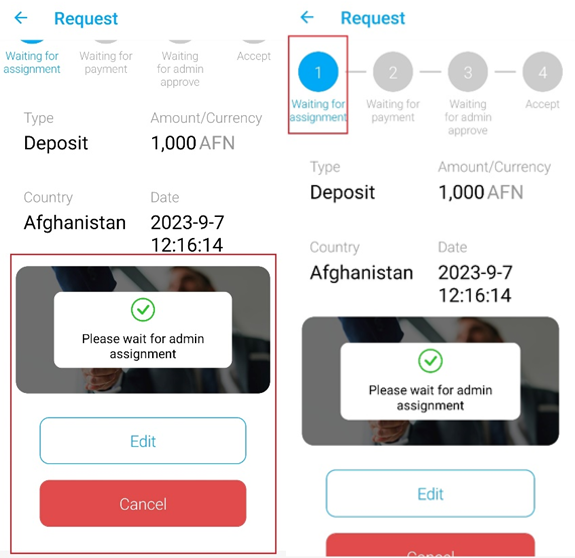 Request
Waiting for
assignment
Waiting for
payment
Waiting
for admin
approve
Accept
Type
Deposit
Amount/Currency
1,000 AFN
Country
Afghanistan
Date
2023-9-7
12:16:14
Please wait for admin
assignment
Edit
Cancel
Request
1
2
3
4
Waiting for
assignment
Waiting for
payment
Waiting
for admin
approve
Accept
Type
Deposit
Amount/Currency
1,000 AFN
Country
Afghanistan
Date
2023-9-7
12:16:14
Please wait for admin
assignment
Edit
Cancel